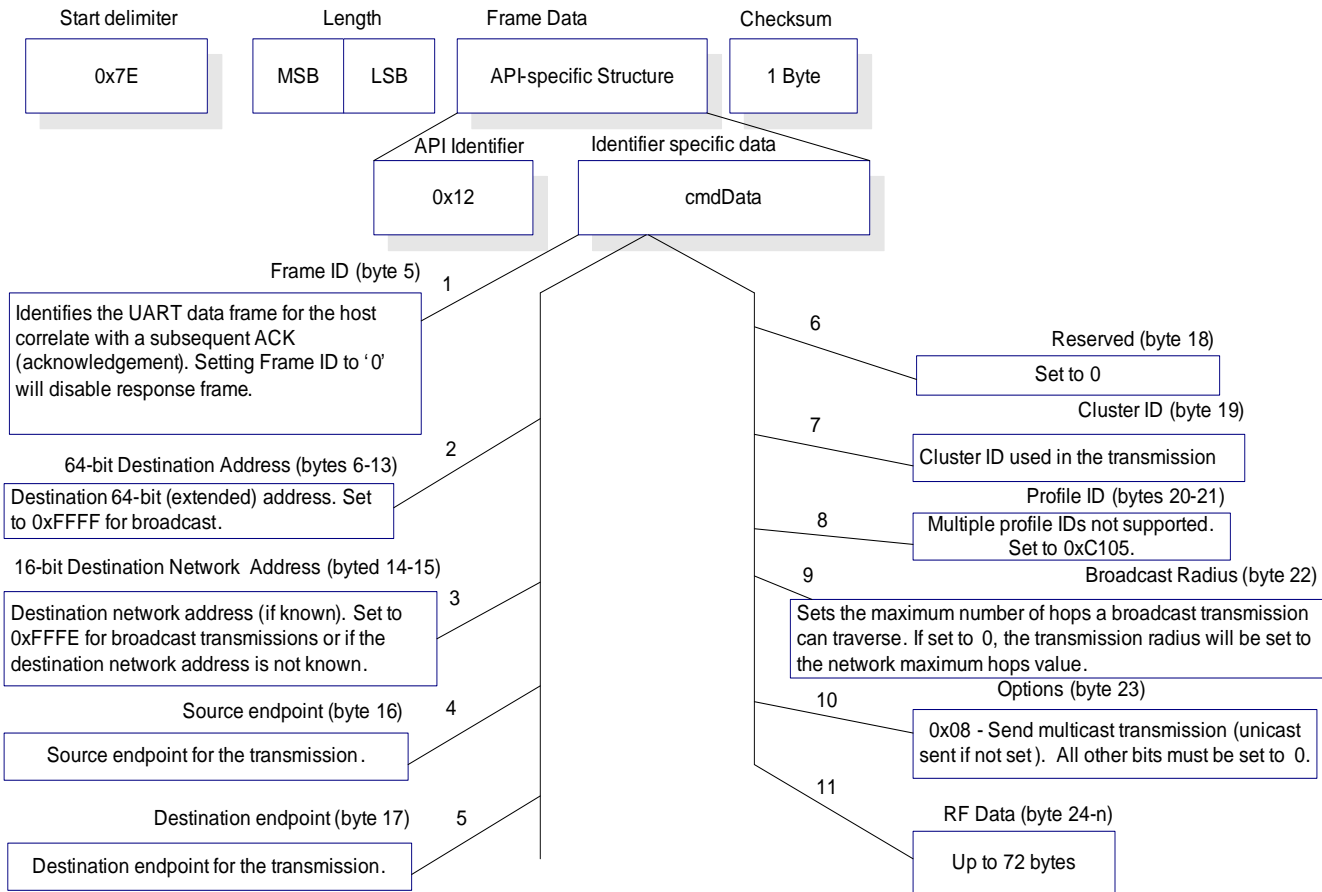 Start delimiter
Length
Frame Data
Checksum
0x7E
MSB
LSB
API-specific Structure
1 Byte
API Identifier
Identifier specific data
0x12
cmdData
Frame ID (byte 5)
1
Identifies the UART data frame for the host
correlate with a subsequent ACK
(acknowledgement). Setting Frame ID to ‘0’
will disable response frame.
2
64-bit Destination Address (bytes 6-13)
Destination 64-bit (extended) address. Set
to 0xFFFF for broadcast.
16-bit Destination Network Address (byted 14-15)
3
Destination network address (if known). Set to
0xFFFE for broadcast transmissions or if the
destination network address is not known.
Source endpoint (byte 16)
4
Source endpoint for the transmission.
Destination endpoint (byte 17)
5
Destination endpoint for the transmission.
6
Reserved (byte 18)
Set to 0
Cluster ID (byte 19)
7
Cluster ID used in the transmission
Profile ID (bytes 20-21)
8
Multiple profile IDs not supported.
Set to 0xC105.
9
Broadcast Radius (byte 22)
Sets the maximum number of hops a broadcast transmission
can traverse. If set to 0, the transmission radius will be set to
the network maximum hops value.
Options (byte 23)
10
0x08 - Send multicast transmission (unicast
sent if not set). All other bits must be set to 0.
11
RF Data (byte 24-n)
Up to 72 bytes